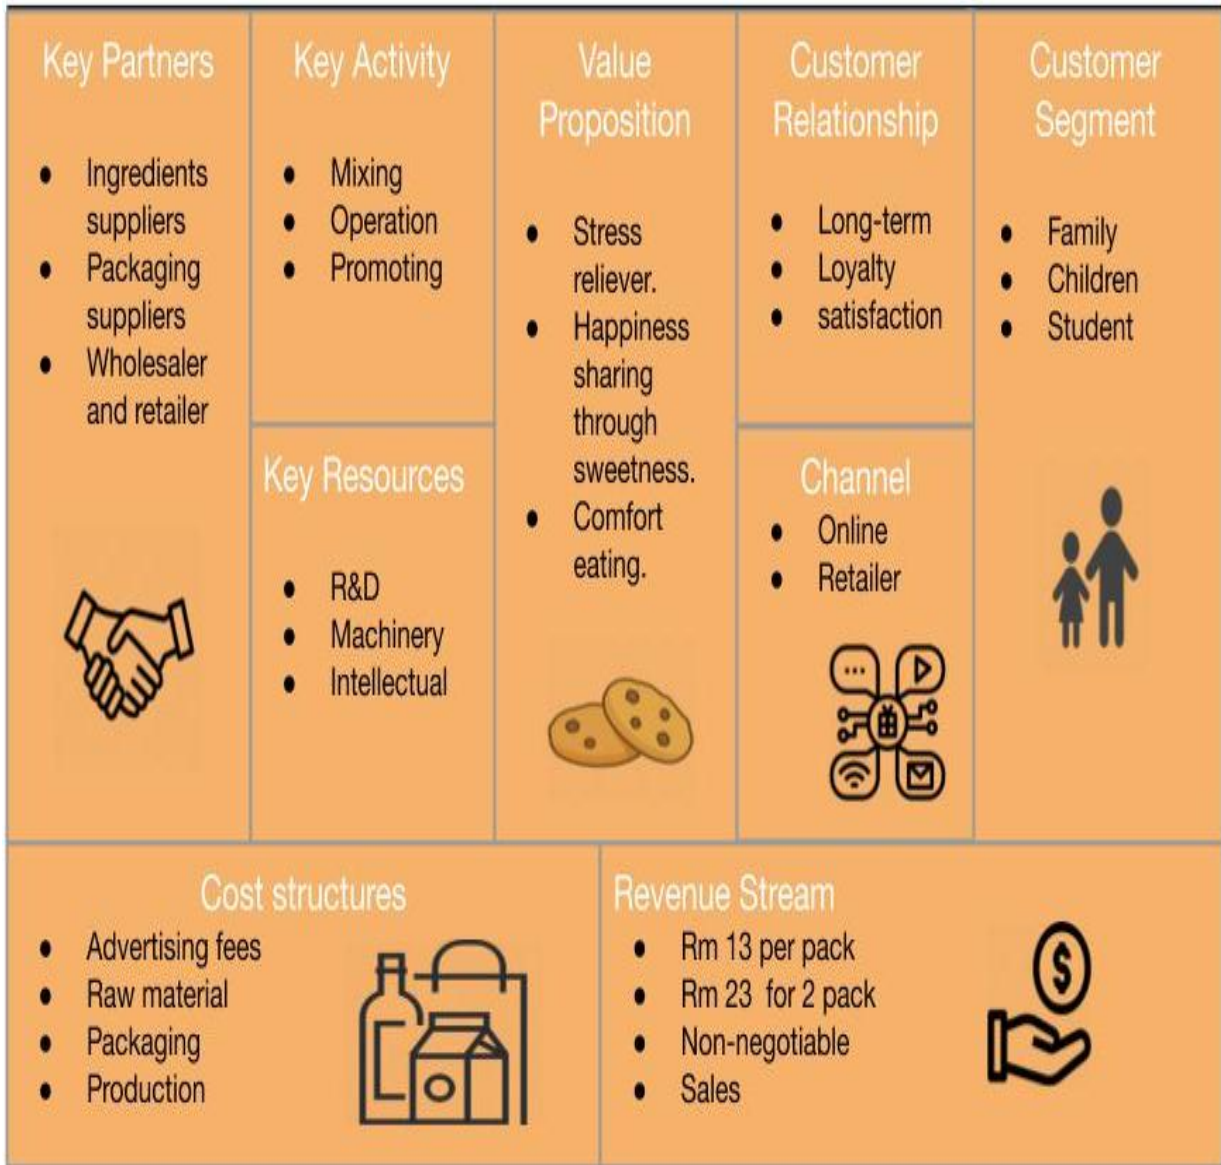 Key Partners
Ingredients
suppliers
Packaging
suppliers
Wholesaler
and retailer
Key Activity
Mixing
Operation
Promoting
Key Resources
R&D
Machinery
Intellectual
Value
Proposition
Stress
reliever.
Happiness
sharing
through
sweetness.
Comfort
eating.
Customer
Relationship
Long-term
Loyalty
satisfaction
Channel
Online
Retailer
Customer
Segment
Family
Children
Student
Cost structures
Advertising fees
Raw material
Packaging
Production
Revenue Stream
Rm 13 per pack
Rm 23 for 2 pack
Non-negotiable
Sales
$